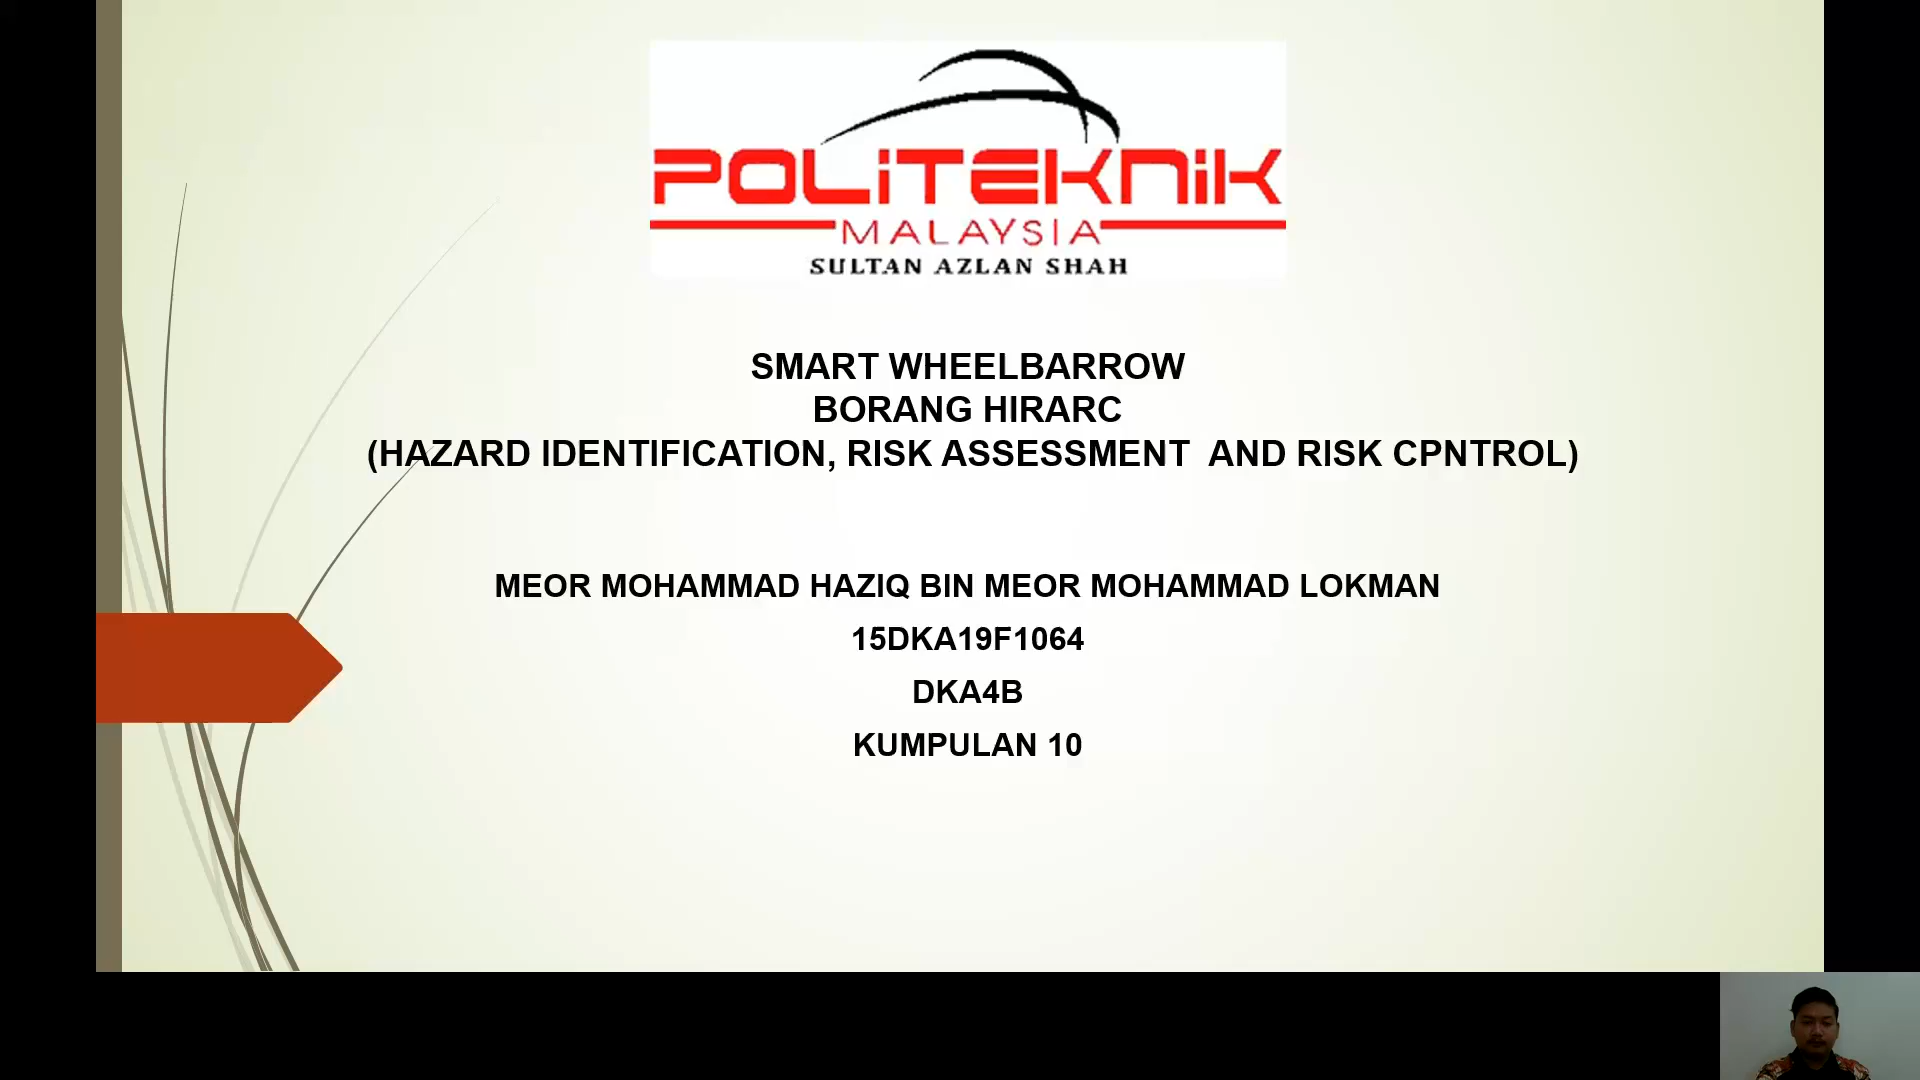 POLITEKNIK
MALAYSIA
SULTAN AZLAN SHAH
SMART WHEELBARROW
BORANG HIRARC
(HAZARD IDENTIFICATION, RISK ASSESSMENT AND RISK CPNTROL)
MEOR MOHAMMAD HAZIQ BIN MEOR MOHAMMAD LOKMAN
15DKA19F1064
DKA4B
KUMPULAN 10